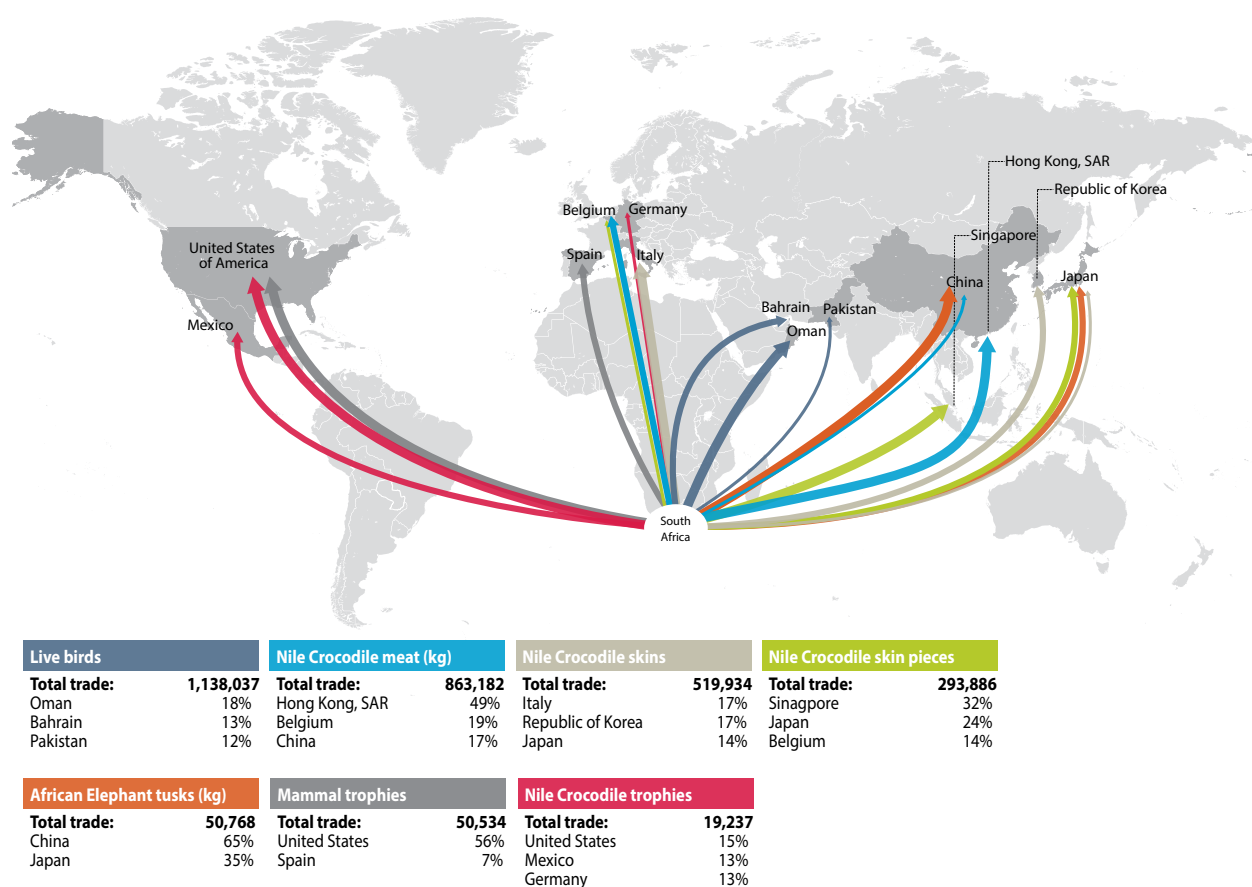 Hong Kong, SAR
Republic of Korea
Belgium
Germany
Singapore
United States
of America
Spain
Italy
China
Japan
Mexico
Bahrain
Pakistan
Oman
South
Africa
Live birds
Total trade: 1,138,037
Oman 18%
Bahrain 13%
Pakistan 12%
Nile Crocodile meat (kg)
Total trade: 863,182
Hong Kong, SAR 49%
Belgium 19%
China 17%
Nile Crocodile skins
Total trade: 519,934
Italy 17%
Republic of Korea 17%
Japan 14%
Nile Crocodile skin pieces
Total trade: 293,886
Sinagpore 32%
Japan 24%
Belgium 14%
African Elephant tusks (kg)
Total trade: 50,768
China 65%
Japan 35%
Mammal trophies
Total trade: 50,534
United States 56%
Spain 7%
Nile Crocodile trophies
Total trade: 19,237
United States 15%
Mexico 13%
Germany 13%